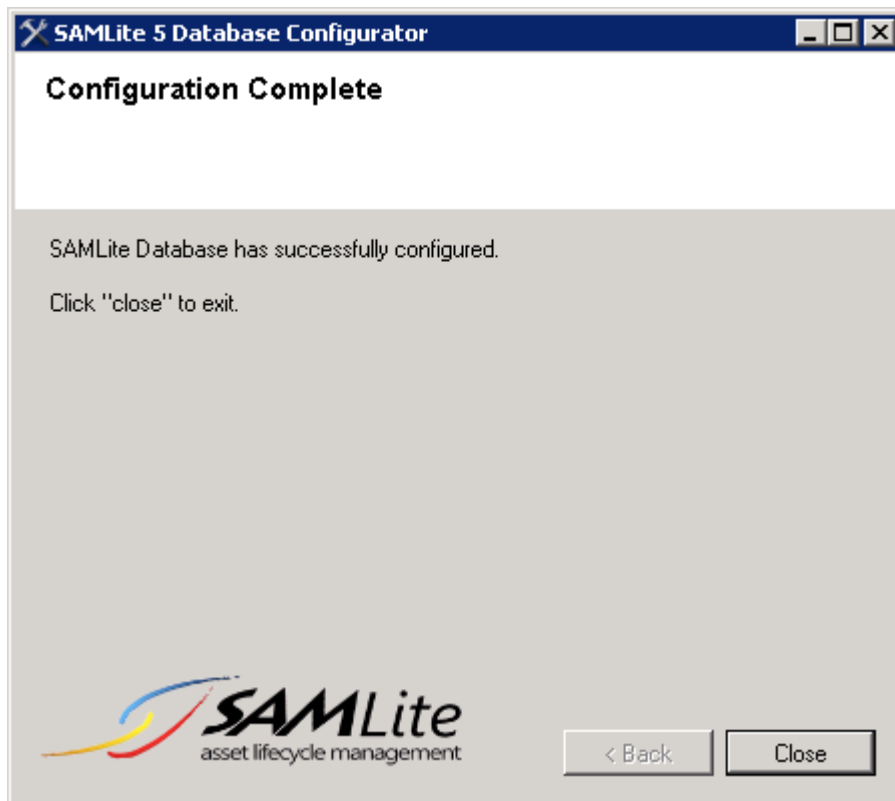 SAMLite 5 Database Configurator
Configuration Complete
SAMLite Database has successfully configured.
Click "close" to exit.
SAMLite
asset lifecycle management
< Back
Close